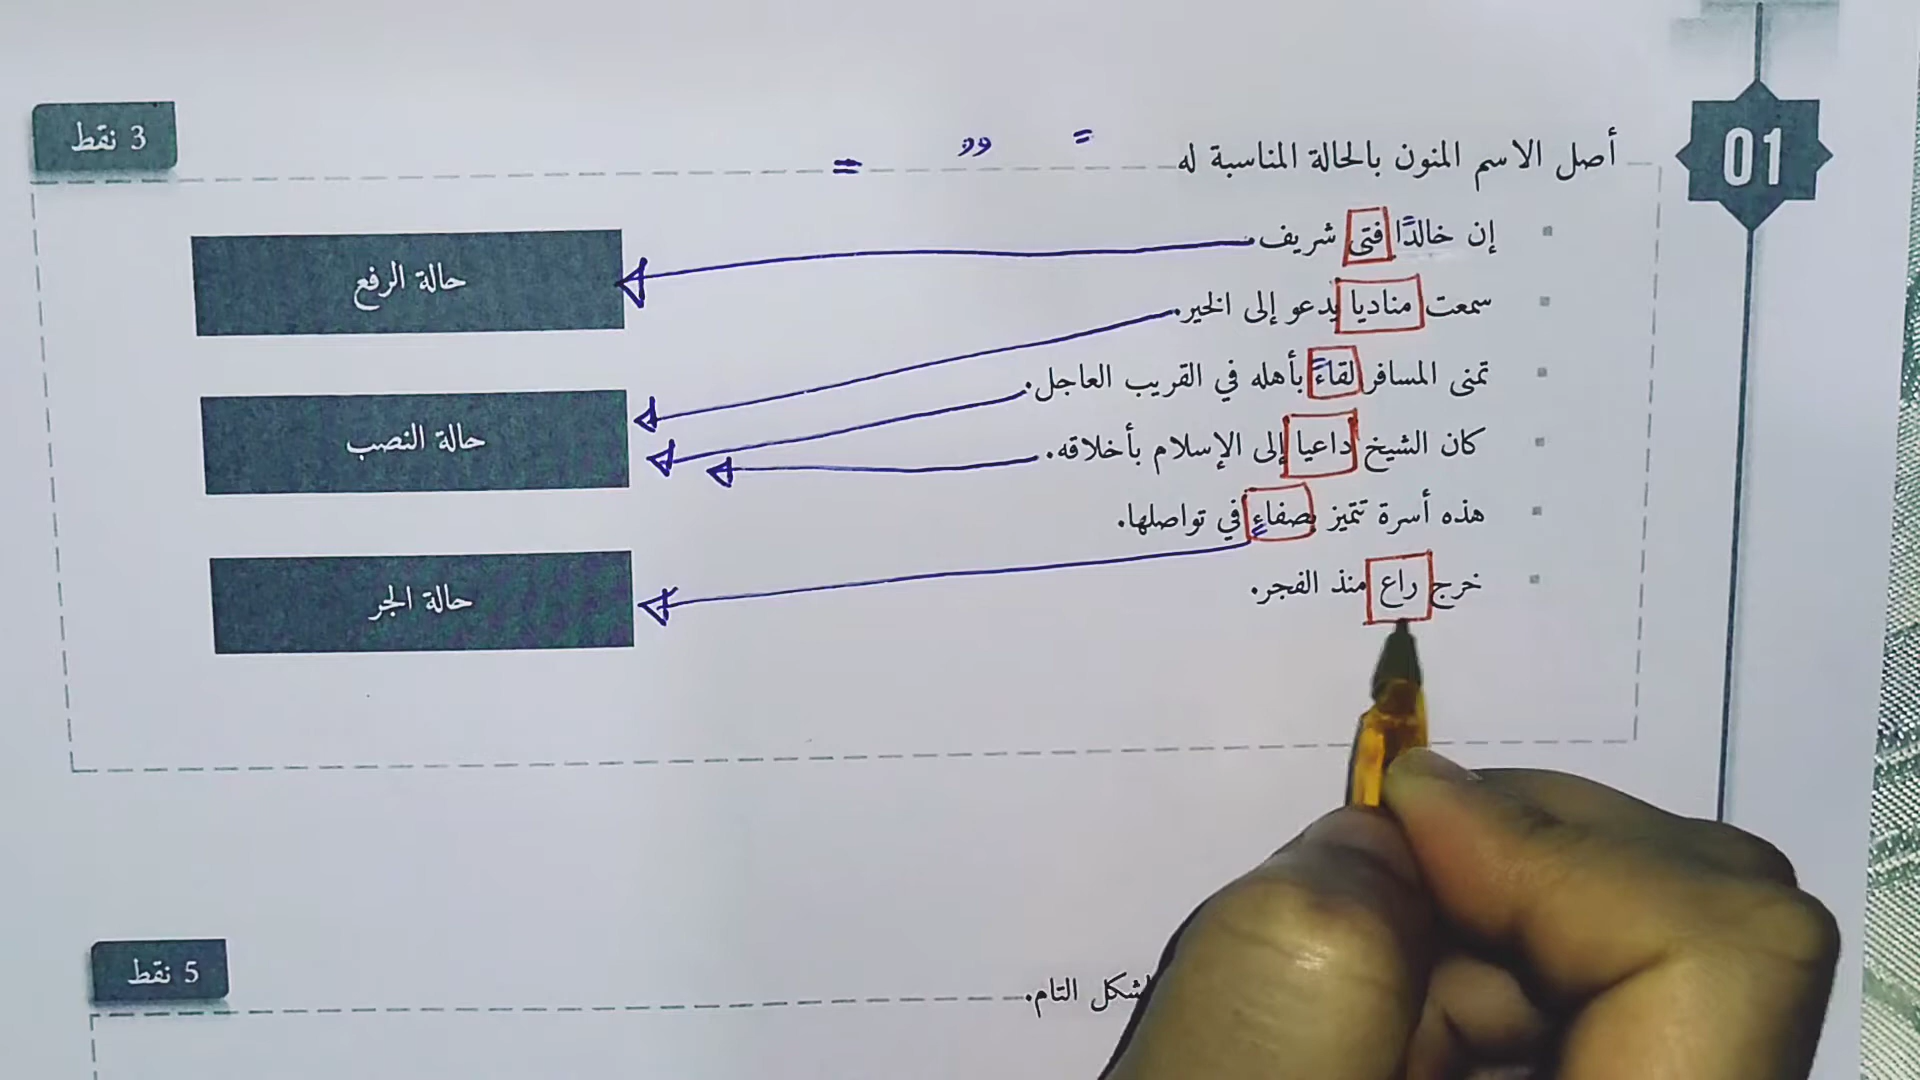 01
أصل الاسم المنون بالحالة المناسبة له
3 نقط
إن خالدًا فتى شريف.
سمعت مناديا يدعو إلى الخير.
تمنى المسافر لقاءً بأهله في القريب العاجل.
كان الشيخ داعيا إلى الإسلام بأخلاقه.
هذه أسرة تتميز بصفاءٍ في تواصلها.
خرج راع منذ الفجر.
حالة الرفع
حالة النصب
حالة الجر
5 نقط
التام.